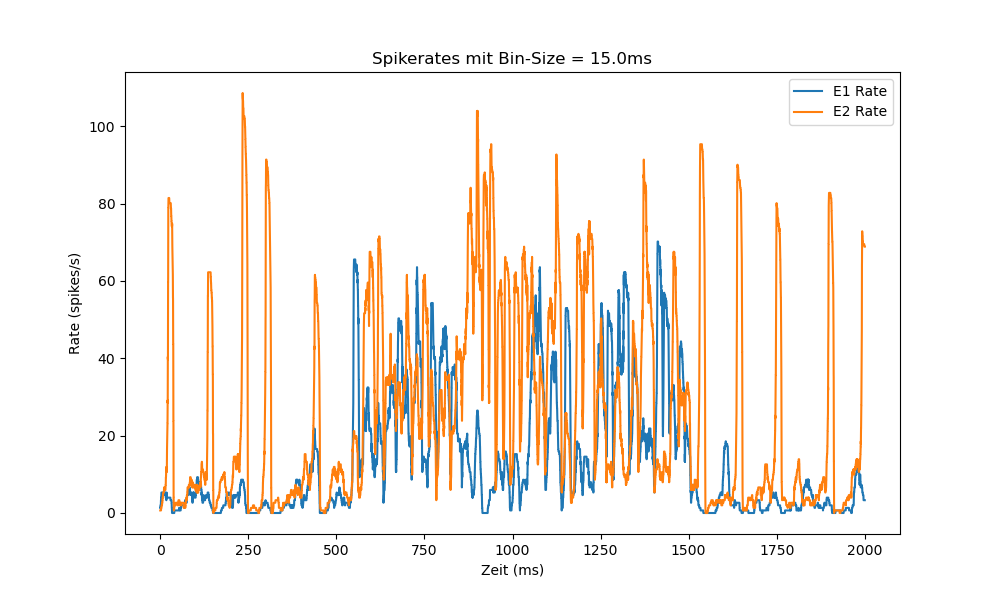 Spikerates mit Bin-Size = 15.0ms
E1 Rate
E2 Rate
Rate (spikes/s)
100
80
60
40
20
0
0 250 500 750 1000 1250 1500 1750 2000
Zeit (ms)